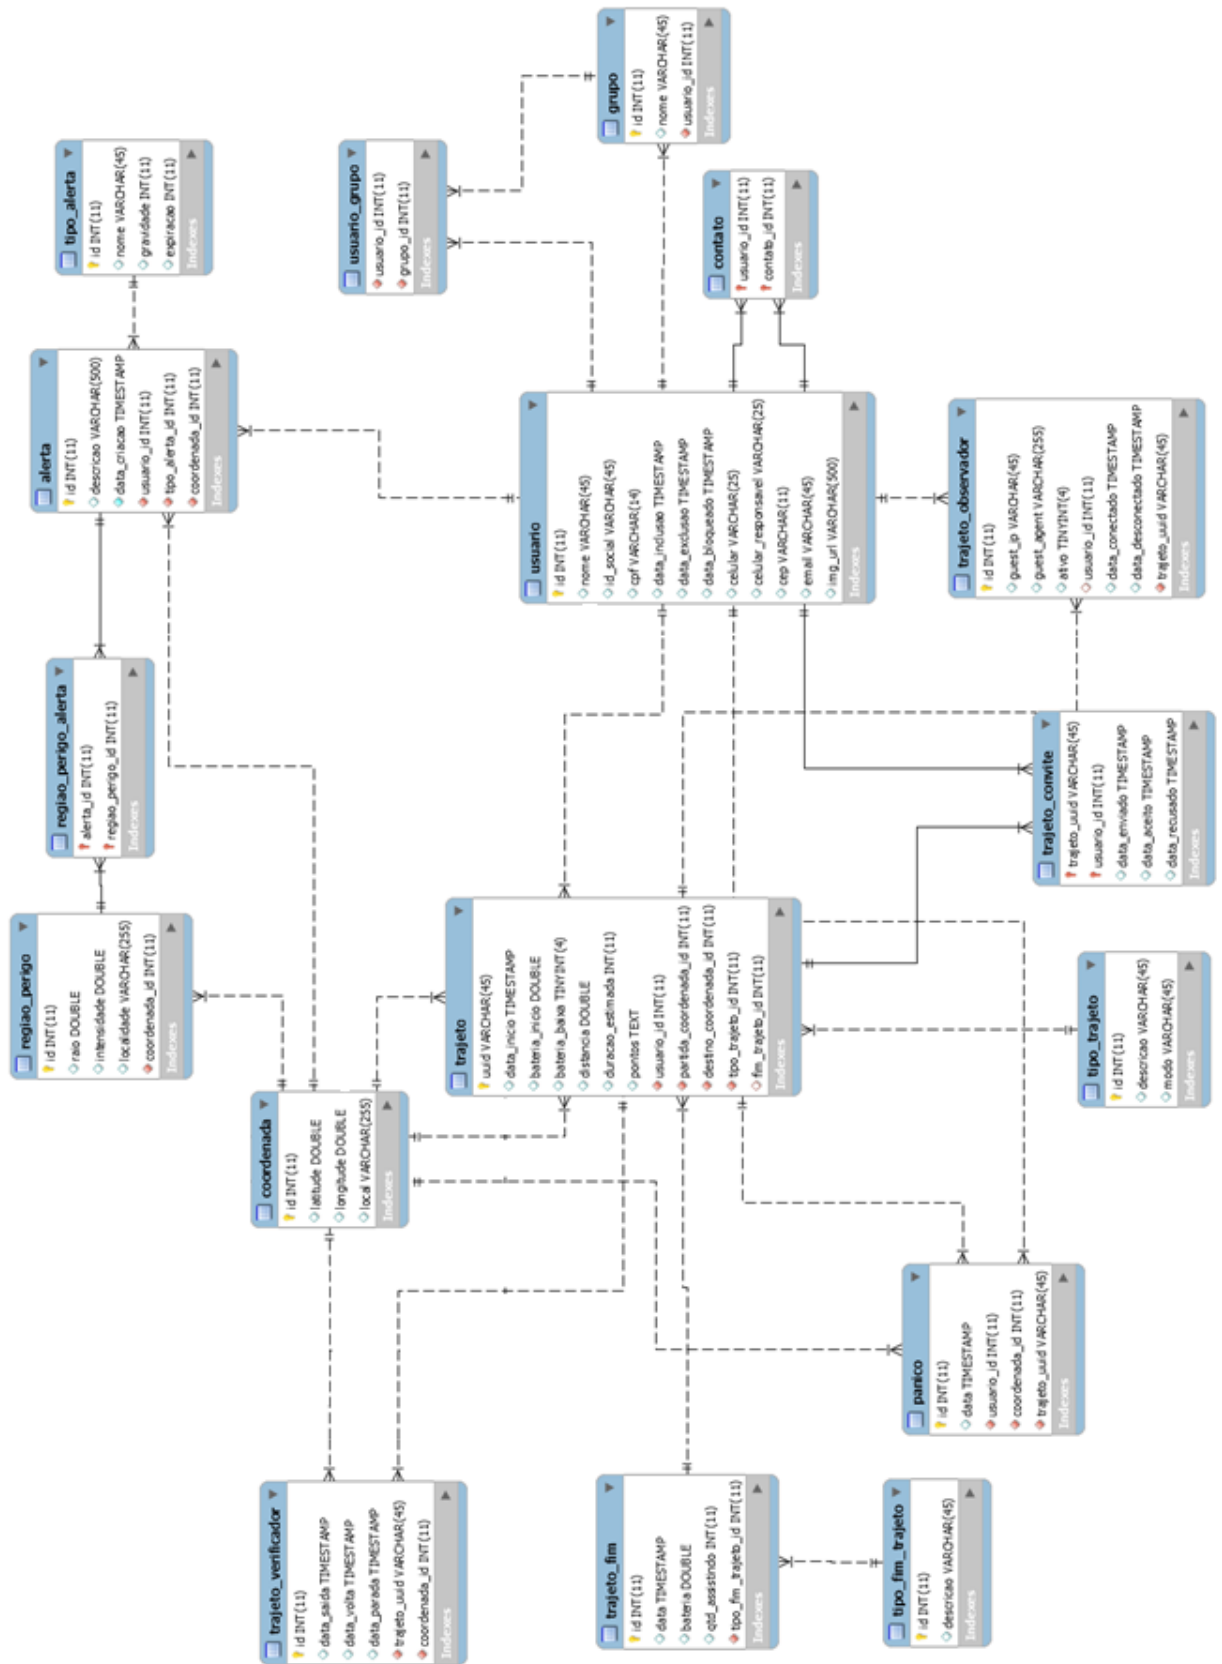 tipo_alerta
id INT(11)
nome VARCHAR(45)
gravidade INT(11)
expiracao INT(11)
Indexes
alerta
id INT(11)
descricao VARCHAR(500)
data_criacao TIMESTAMP
usuario_id INT(11)
tipo_alerta_id INT(11)
coordenada_id INT(11)
Indexes
regiao_perigo_alerta
alerta_id INT(11)
regiao_perigo_id INT(11)
Indexes
regiao_perigo
id INT(11)
raio DOUBLE
intensidade DOUBLE
localidade VARCHAR(255)
coordenada_id INT(11)
Indexes
usuario_grupo
usuario_id INT(11)
grupo_id INT(11)
Indexes
grupo
id INT(11)
nome VARCHAR(45)
usuario_id INT(11)
Indexes
contato
usuario_id INT(11)
contato_id INT(11)
Indexes
usuario
id INT(11)
nome VARCHAR(45)
id_social VARCHAR(45)
cpf VARCHAR(14)
data_inclusao TIMESTAMP
data_exclusao TIMESTAMP
data_bloqueado TIMESTAMP
celular VARCHAR(25)
celular_responsavel VARCHAR(25)
cep VARCHAR(11)
email VARCHAR(45)
img_url VARCHAR(500)
Indexes
coordenada
id INT(11)
latitude DOUBLE
longitude DOUBLE
local VARCHAR(255)
Indexes
trajeto
uuid VARCHAR(45)
data_inicio TIMESTAMP
bateria_inicio DOUBLE
bateria_baixa TINYINT(4)
distancia DOUBLE
duracao_estimada INT(11)
pontos TEXT
usuario_id INT(11)
partida_coordenada_id INT(11)
destino_coordenada_id INT(11)
tipo_trajeto_id INT(11)
fim_trajeto_id INT(11)
Indexes
trajeto_observador
id INT(11)
guest_ip VARCHAR(45)
guest_agent VARCHAR(255)
ativo TINYINT(4)
usuario_id INT(11)
data_conectado TIMESTAMP
data_desconectado TIMESTAMP
trajeto_uuid VARCHAR(45)
Indexes
trajeto_convite
trajeto_uuid VARCHAR(45)
usuario_id INT(11)
data_enviado TIMESTAMP
data_aceito TIMESTAMP
data_recusado TIMESTAMP
Indexes
tipo_trajeto
id INT(11)
descricao VARCHAR(45)
modo VARCHAR(45)
Indexes
trajeto_verificador
id INT(11)
data_saida TIMESTAMP
data_volta TIMESTAMP
data_parada TIMESTAMP
trajeto_uuid VARCHAR(45)
coordenada_id INT(11)
Indexes
trajeto_fim
id INT(11)
data TIMESTAMP
bateria DOUBLE
qtd_assistindo INT(11)
tipo_fim_trajeto_id INT(11)
Indexes
panico
id INT(11)
data TIMESTAMP
usuario_id INT(11)
coordenada_id INT(11)
trajeto_uuid VARCHAR(45)
Indexes
tipo_fim_trajeto
id INT(11)
descricao VARCHAR(45)
Indexes